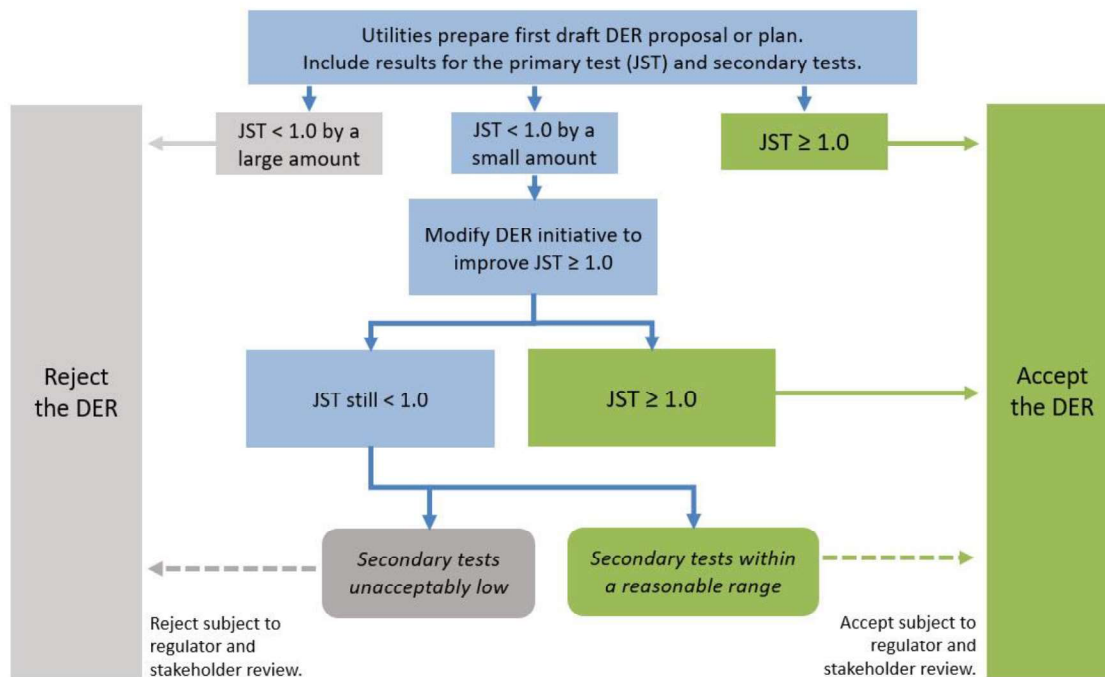 Utilities prepare first draft DER proposal or plan.
Include results for the primary test (JST) and secondary tests.
JST < 1.0 by a
large amount
JST < 1.0 by a
small amount
JST ≥ 1.0
Modify DER initiative to
improve JST ≥ 1.0
Reject
the DER
JST still < 1.0
JST ≥ 1.0
Accept
the DER
Secondary tests
unacceptably low
Secondary tests within
a reasonable range
Reject subject to
regulator and
stakeholder review.
Accept subject to
regulator and
stakeholder review.